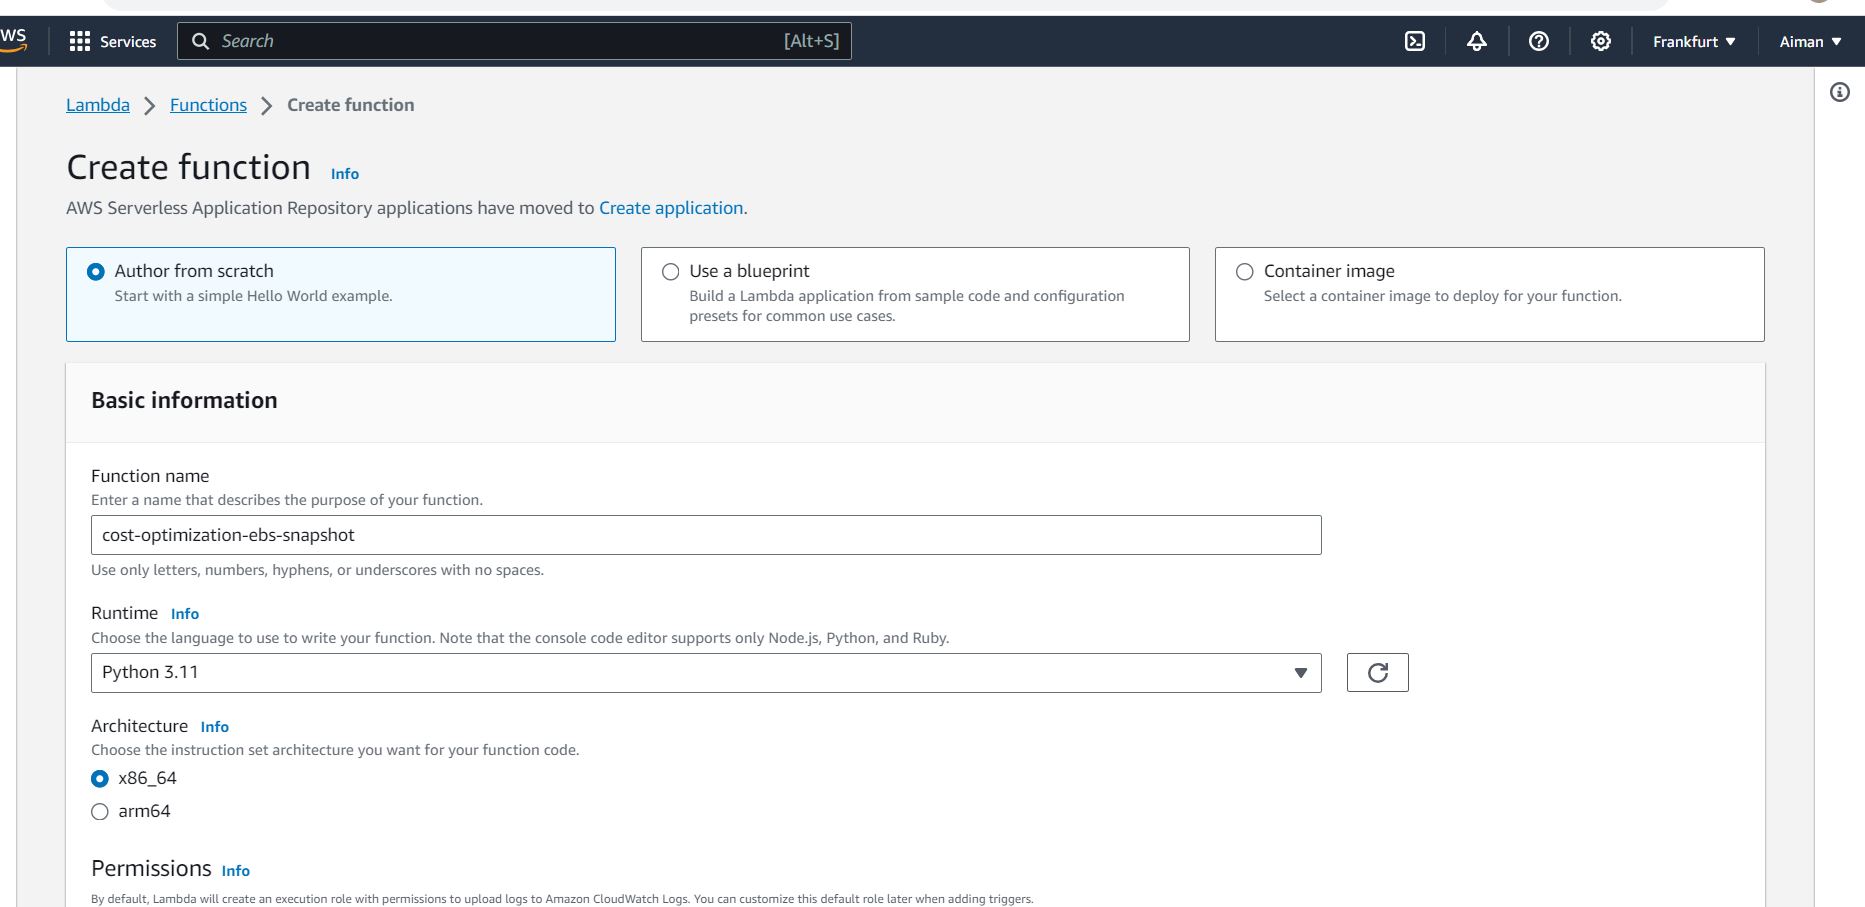 WS
Services
Search
[Alt+S]
Frankfurt
Aiman
Lambda
Functions
Create function
Create function
Info
AWS Serverless Application Repository applications have moved to Create application.
Author from scratch
Start with a simple Hello World example.
Use a blueprint
Build a Lambda application from sample code and configuration
presets for common use cases.
Container image
Select a container image to deploy for your function.
Basic information
Function name
Enter a name that describes the purpose of your function.
cost-optimization-ebs-snapshot
Use only letters, numbers, hyphens, or underscores with no spaces.
Runtime Info
Choose the language to use to write your function. Note that the console code editor supports only Node.js, Python, and Ruby.
Python 3.11
Architecture Info
Choose the instruction set architecture you want for your function code.
x86_64
arm64
Permissions Info
By default, Lambda will create an execution role with permissions to upload logs to Amazon CloudWatch Logs. You can customize this default role later when adding triggers.